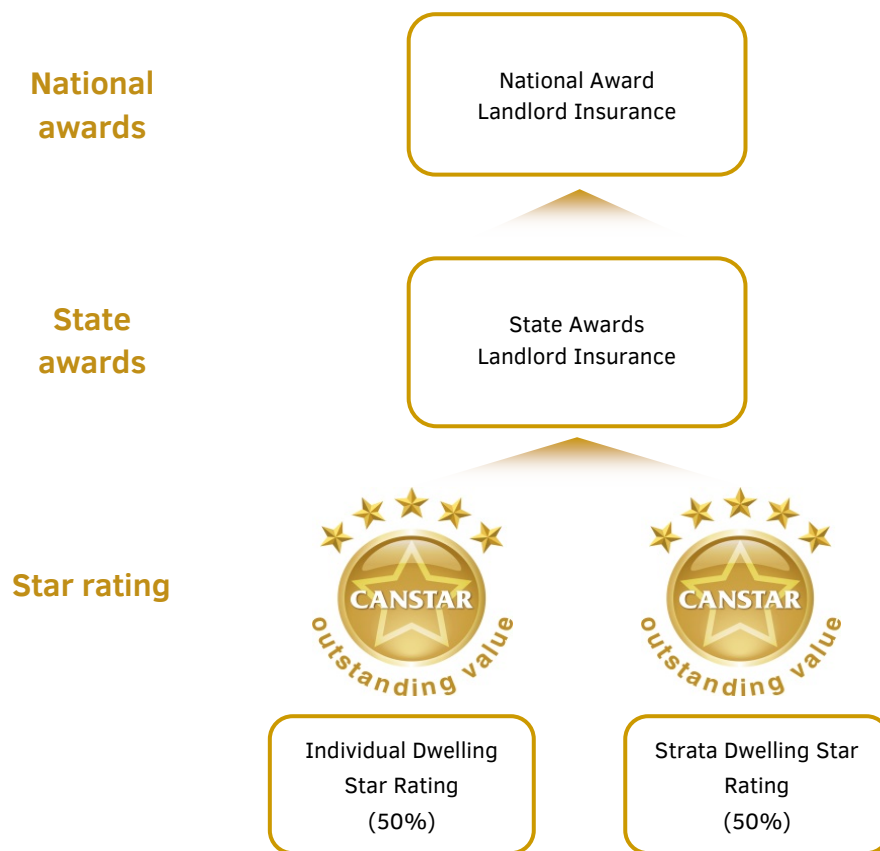 National
awards
National Award
Landlord Insurance
State
awards
State Awards
Landlord Insurance
Star rating
CANSTAR
outstanding value
CANSTAR
outstanding value
Individual Dwelling
Star Rating
(50%)
Strata Dwelling Star
Rating
(50%)